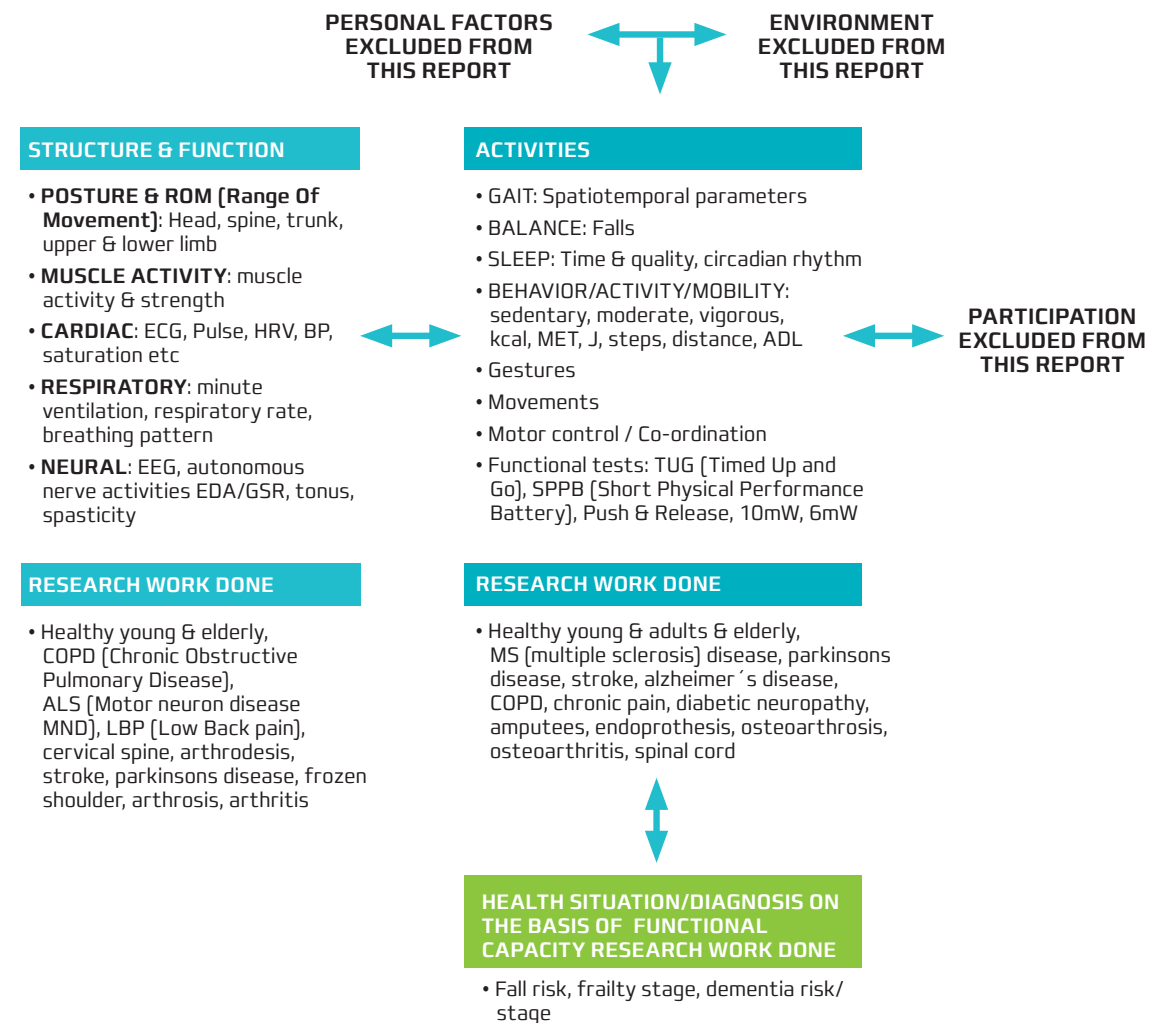 PERSONAL FACTORS
EXCLUDED FROM
THIS REPORT
ENVIRONMENT
EXCLUDED FROM
THIS REPORT
STRUCTURE & FUNCTION
• POSTURE & ROM (Range Of
Movement): Head, spine, trunk,
upper & lower limb
• MUSCLE ACTIVITY: muscle
activity & strength
• CARDIAC: ECG, Pulse, HRV, BP,
saturation etc
• RESPIRATORY: minute
ventilation, respiratory rate,
breathing pattern
• NEURAL: EEG, autonomous
nerve activities EDA/GSR, tonus,
spasticity
ACTIVITIES
• GAIT: Spatiotemporal parameters
• BALANCE: Falls
• SLEEP: Time & quality, circadian rhythm
• BEHAVIOR/ACTIVITY/MOBILITY:
sedentary, moderate, vigorous,
kcal, MET, J, steps, distance, ADL
• Gestures
• Movements
• Motor control / Co-ordination
• Functional tests: TUG (Timed Up and
Go), SPPB (Short Physical Performance
Battery), Push & Release, 10mW, 6mW
PARTICIPATION
EXCLUDED FROM
THIS REPORT
RESEARCH WORK DONE
• Healthy young & elderly,
COPD (Chronic Obstructive
Pulmonary Disease),
ALS (Motor neuron disease
MND), LBP (Low Back pain),
cervical spine, arthrodesis,
stroke, parkinsons disease, frozen
shoulder, arthrosis, arthritis
RESEARCH WORK DONE
• Healthy young & adults & elderly,
MS (multiple sclerosis) disease, parkinsons
disease, stroke, alzheimer´s disease,
COPD, chronic pain, diabetic neuropathy,
amputees, endoprothesis, osteoarthrosis,
osteoarthritis, spinal cord
HEALTH SITUATION/DIAGNOSIS ON
THE BASIS OF FUNCTIONAL
CAPACITY RESEARCH WORK DONE
• Fall risk, frailty stage, dementia risk/
stage